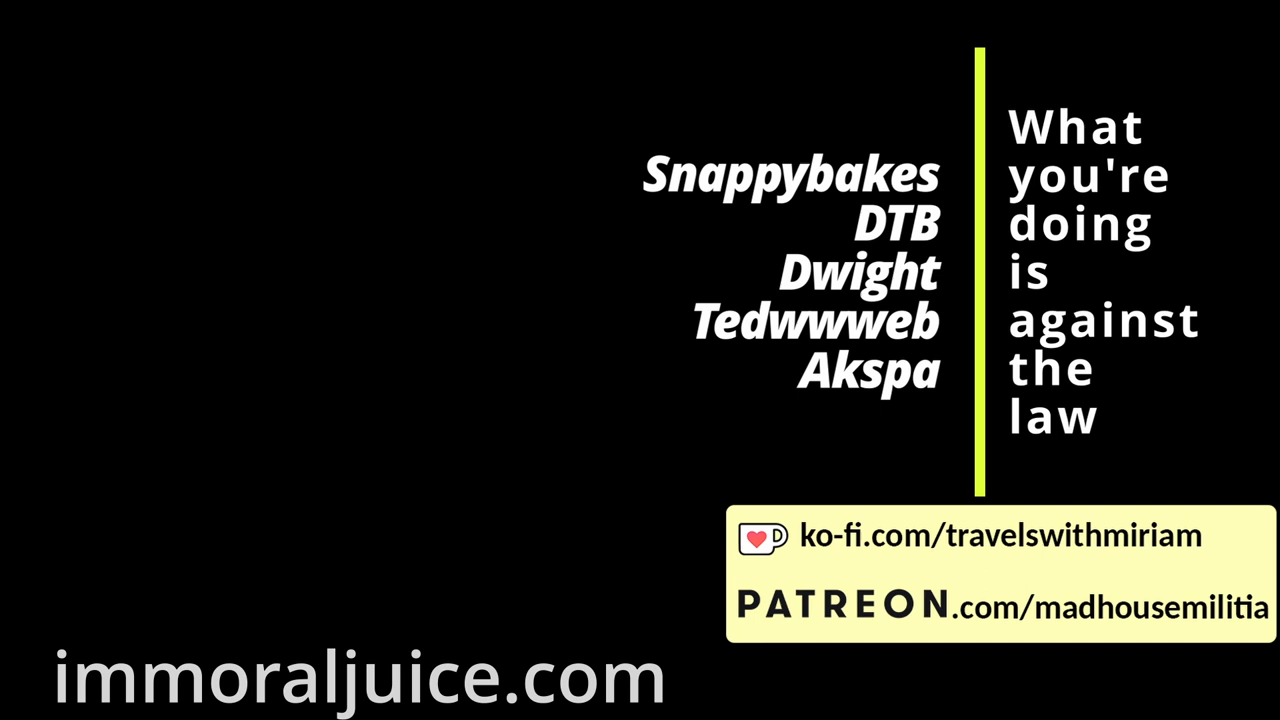 Snappybakes
DTB
Dwight
Tedwwweb
Akspa
What
you're
doing
is
against
the
law
ko-fi.com/travelswithmiriam
PATREON.com/madhousemilitia
immoraljuice.com